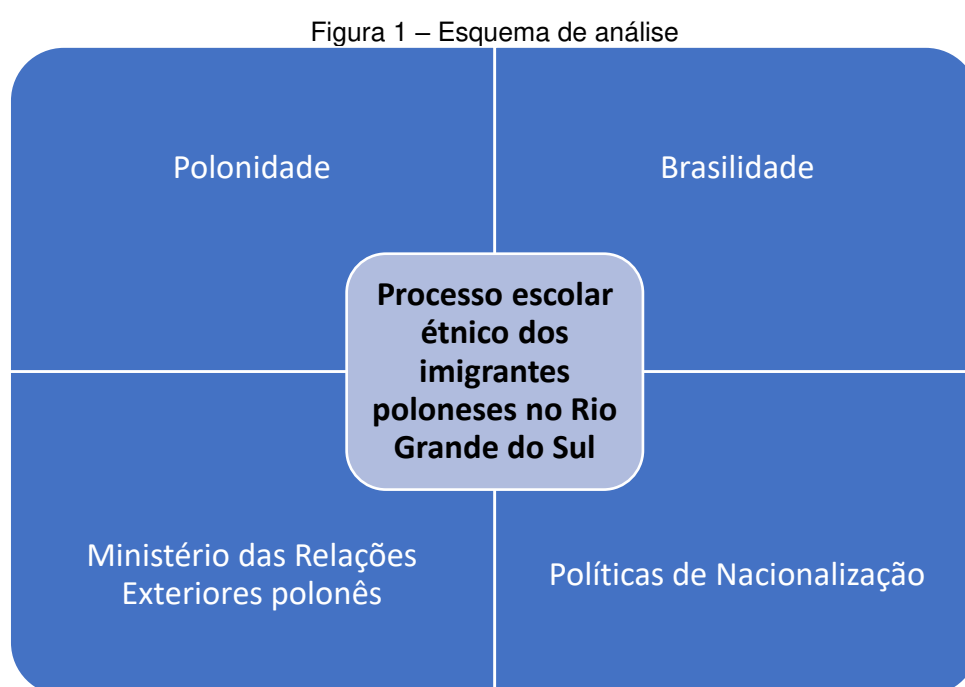 Figura 1 – Esquema de análise
Polonidade
Brasilidade
Processo escolar
étnico dos
imigrantes
poloneses no Rio
Grande do Sul
Ministério das Relações
Exteriores polonês
Políticas de Nacionalização